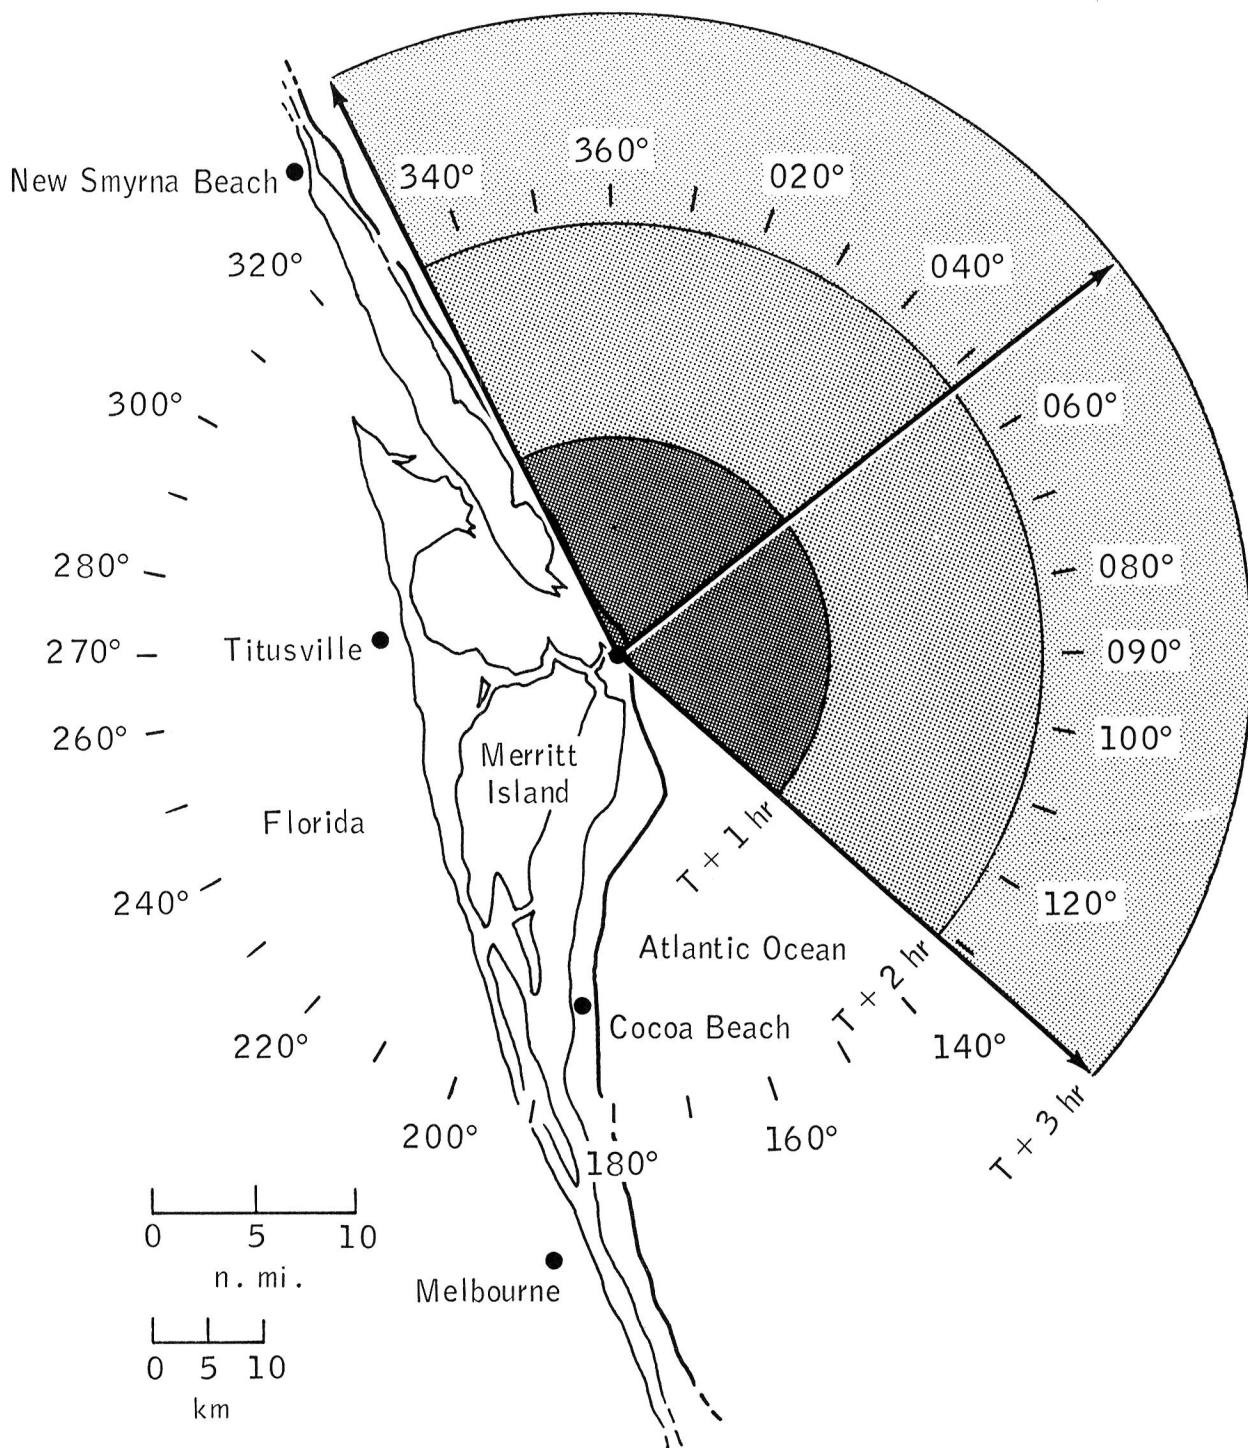 360°
340°
020°
New Smyrna Beach
320°
040°
300°
060°
280°
080°
Titusville
270°
090°
260°
100°
Merritt
Island
Florida
T + 1 hr
240°
120°
Atlantic Ocean
T + 2 hr
Cocoa Beach
220°
140°
200°
160°
T + 3 hr
180°
0 5 10
n. mi.
Melbourne
0 5 10
km